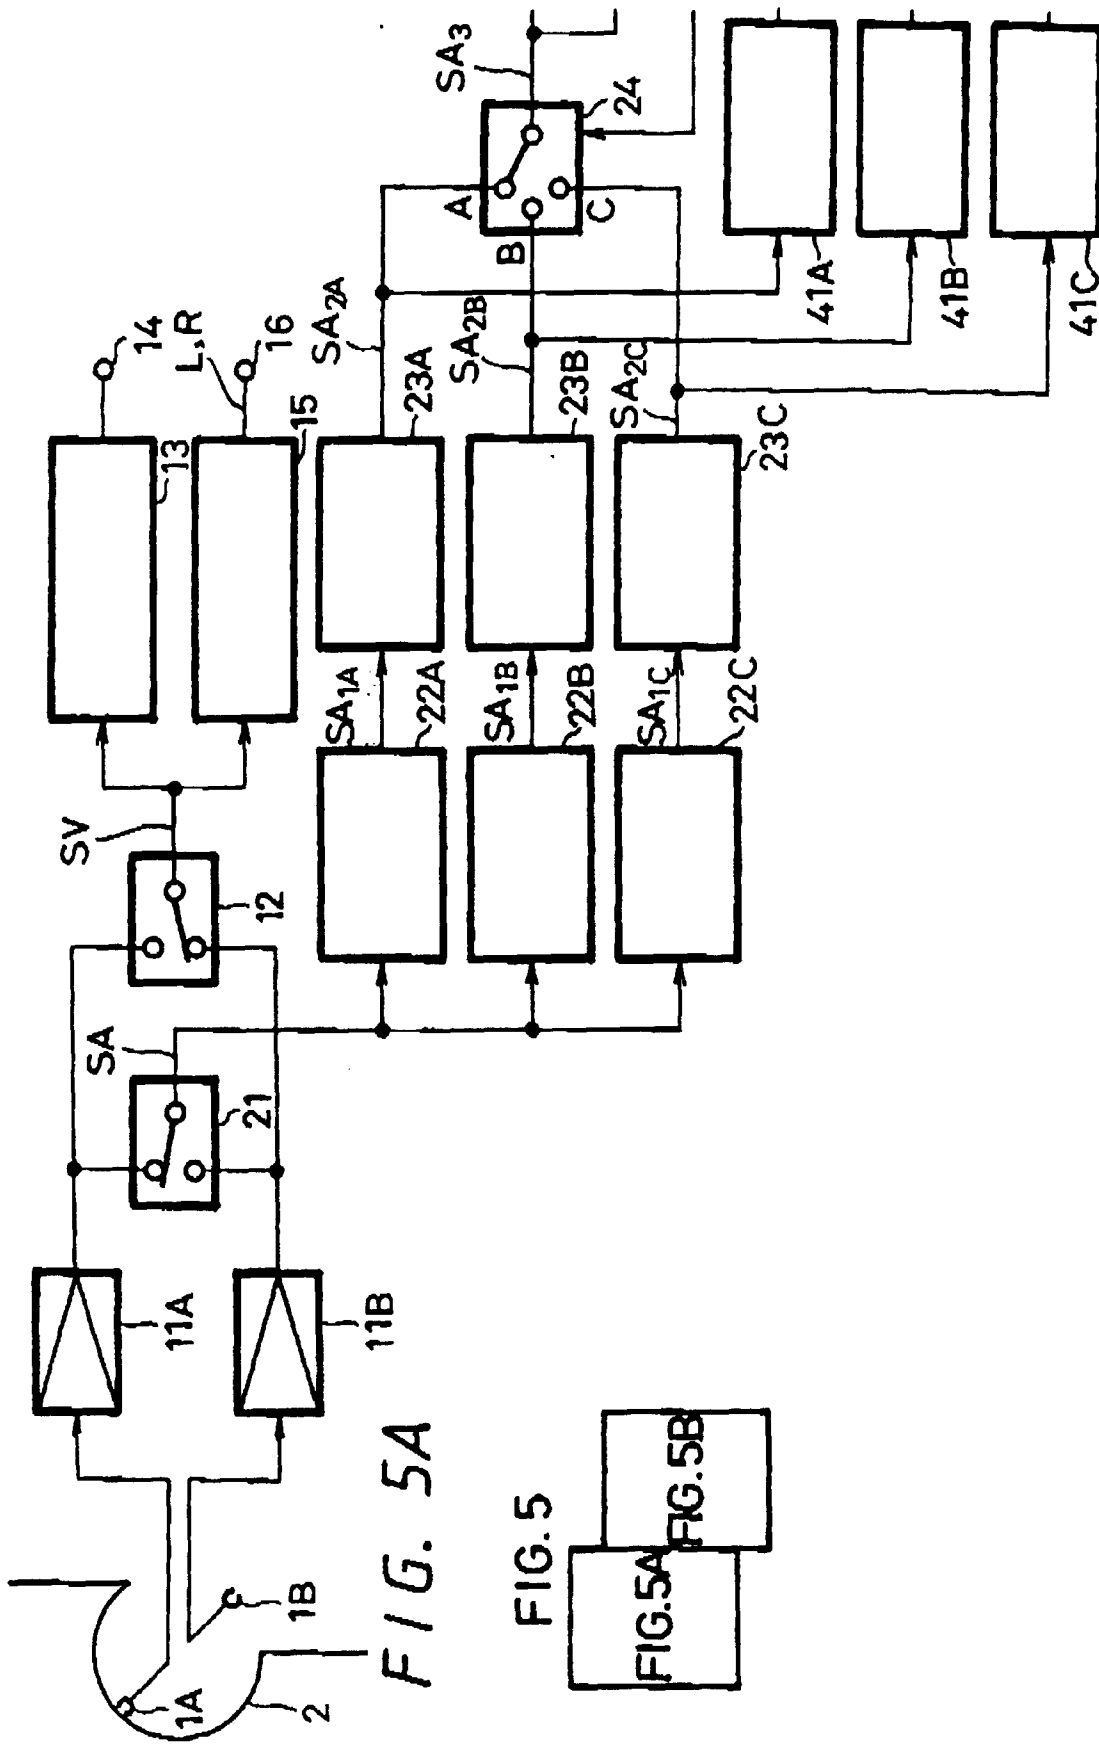 FIG. 5A
1A
1B
2
11A
11B
SA
21
SV
12
13
14
L,R
15
16
SA1A
22A
SA1B
22B
SA1C
22C
SA2A
23A
SA2B
23B
SA2C
23C
A
B
C
SA3
24
41A
41B
41C
FIG. 5
FIG.5A
FIG.5B